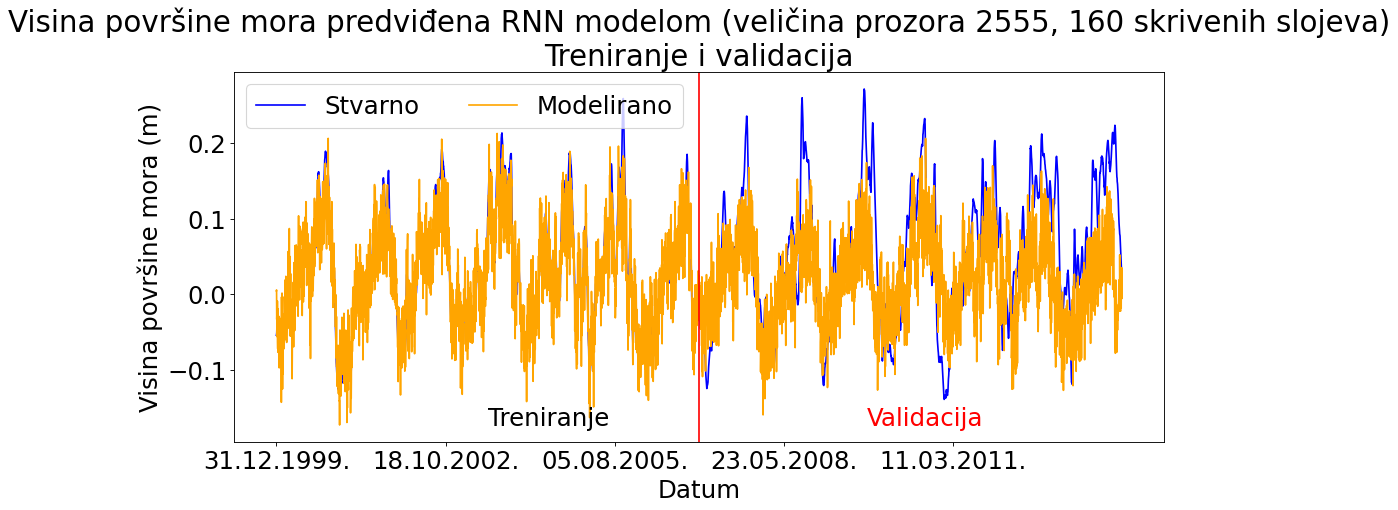 Visina površine mora predviđena RNN modelom (veličina prozora 2555, 160 skrivenih slojeva)
Treniranje i validacija
Stvarno
Modelirano
Visina površine mora (m)
0.2
0.1
0.0
−0.1
Treniranje
Validacija
31.12.1999.
18.10.2002.
05.08.2005.
23.05.2008.
11.03.2011.
Datum